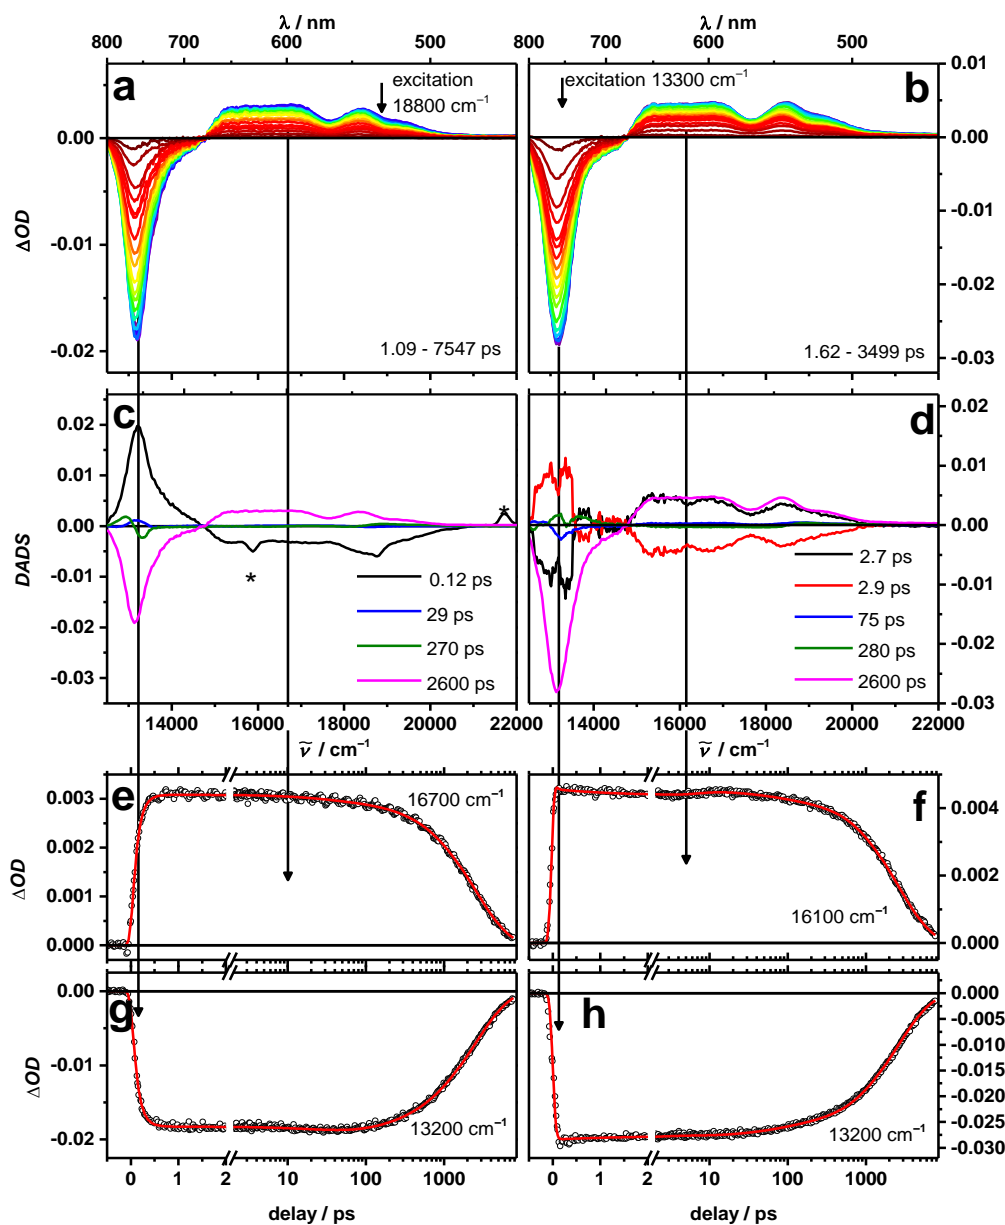 λ / nm
λ / nm
800 700 600 500
800 700 600 500
a
excitation
18800 cm⁻¹
1.09 - 7547 ps
0.00
-0.01
-0.02
ΔOD
b
excitation 13300 cm⁻¹
1.62 - 3499 ps
0.01
0.00
-0.01
-0.02
-0.03
c
0.02
0.01
0.00
-0.01
-0.02
-0.03
DADS
*
*
0.12 ps
29 ps
270 ps
2600 ps
d
2.7 ps
2.9 ps
75 ps
280 ps
2600 ps
0.02
0.01
0.00
-0.01
-0.02
-0.03
14000 16000 18000 20000 22000
14000 16000 18000 20000 22000
ṽ / cm⁻¹
ṽ / cm⁻¹
e
16700 cm⁻¹
0.003
0.002
0.001
0.000
ΔOD
f
16100 cm⁻¹
0.004
0.002
0.000
g
13200 cm⁻¹
0.00
-0.01
-0.02
ΔOD
h
13200 cm⁻¹
0.000
-0.005
-0.010
-0.015
-0.020
-0.025
-0.030
0 1 2 10 100 1000
0 1 2 10 100 1000
delay / ps
delay / ps